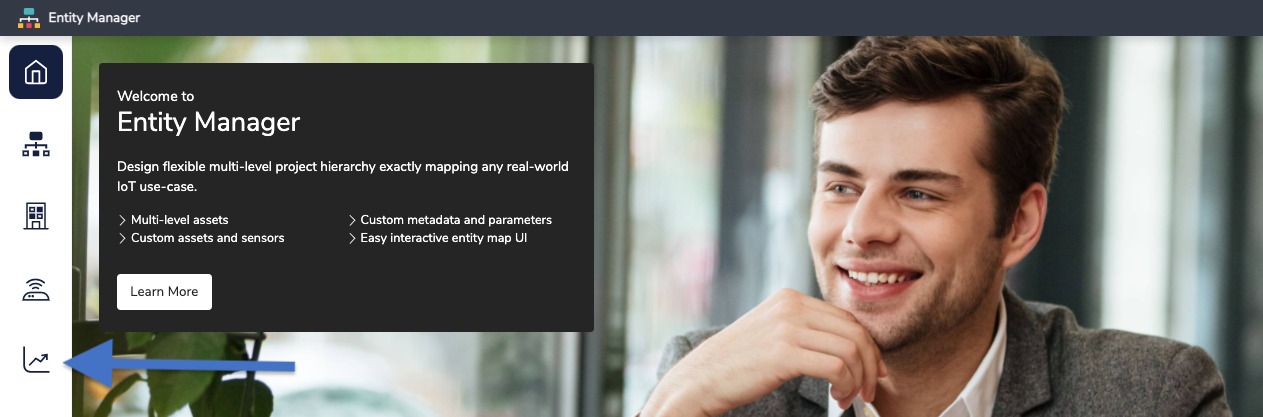 Entity Manager
Welcome to
Entity Manager
Design flexible multi-level project hierarchy exactly mapping any real-world
IoT use-case.
Multi-level assets
Custom assets and sensors
Custom metadata and parameters
Easy interactive entity map UI
Learn More